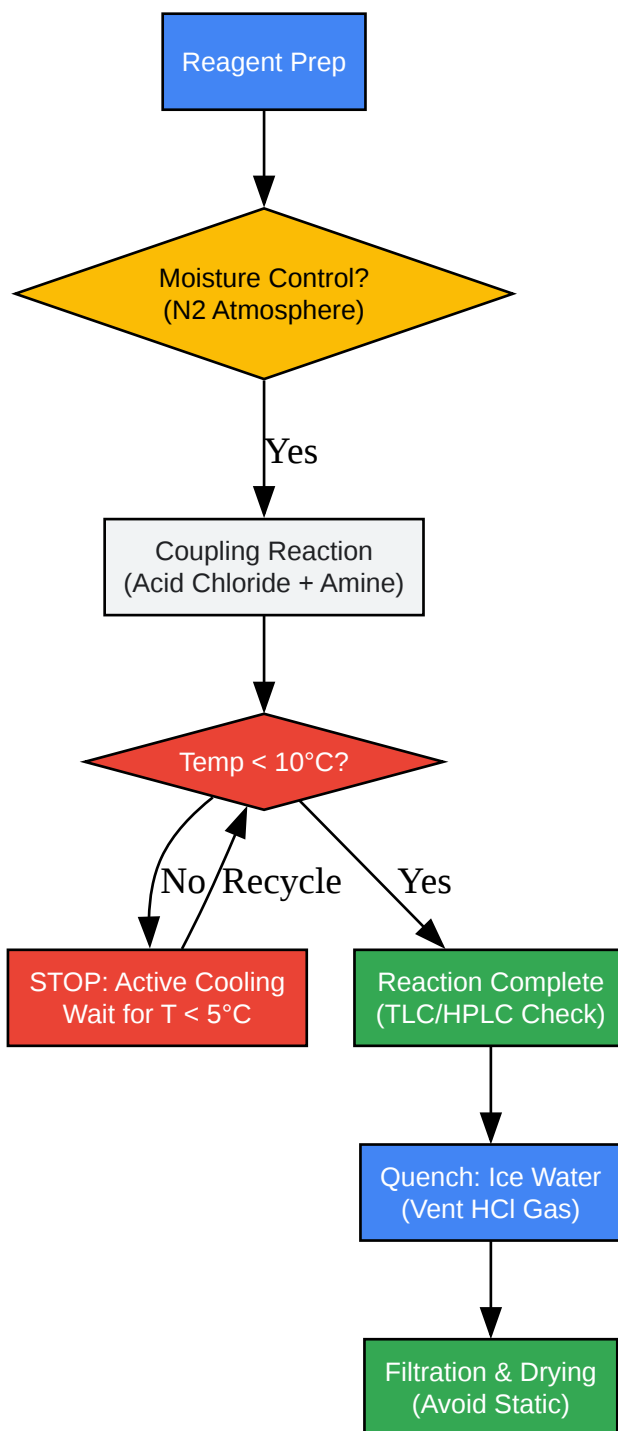 Reagent Prep
Moisture Control?
(N2 Atmosphere)
Yes
Coupling Reaction
(Acid Chloride + Amine)
Temp < 10°C?
No
Recycle
Yes
STOP: Active Cooling
Wait for T < 5°C
Reaction Complete
(TLC/HPLC Check)
Quench: Ice Water
(Vent HCl Gas)
Filtration & Drying
(Avoid Static)